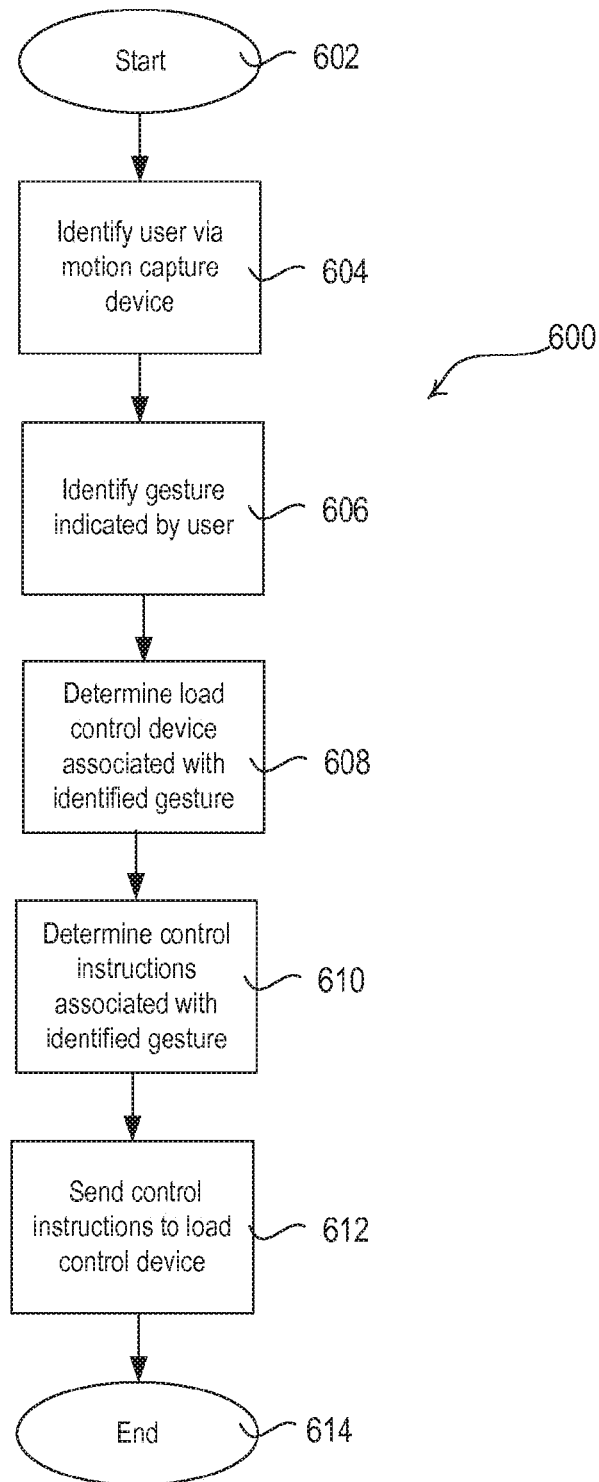 Start
602
Identify user via
motion capture
device
604
600
Identify gesture
indicated by user
606
Determine load
control device
associated with
identified gesture
608
Determine control
instructions
associated with
identified gesture
610
Send control
instructions to load
control device
612
End
614